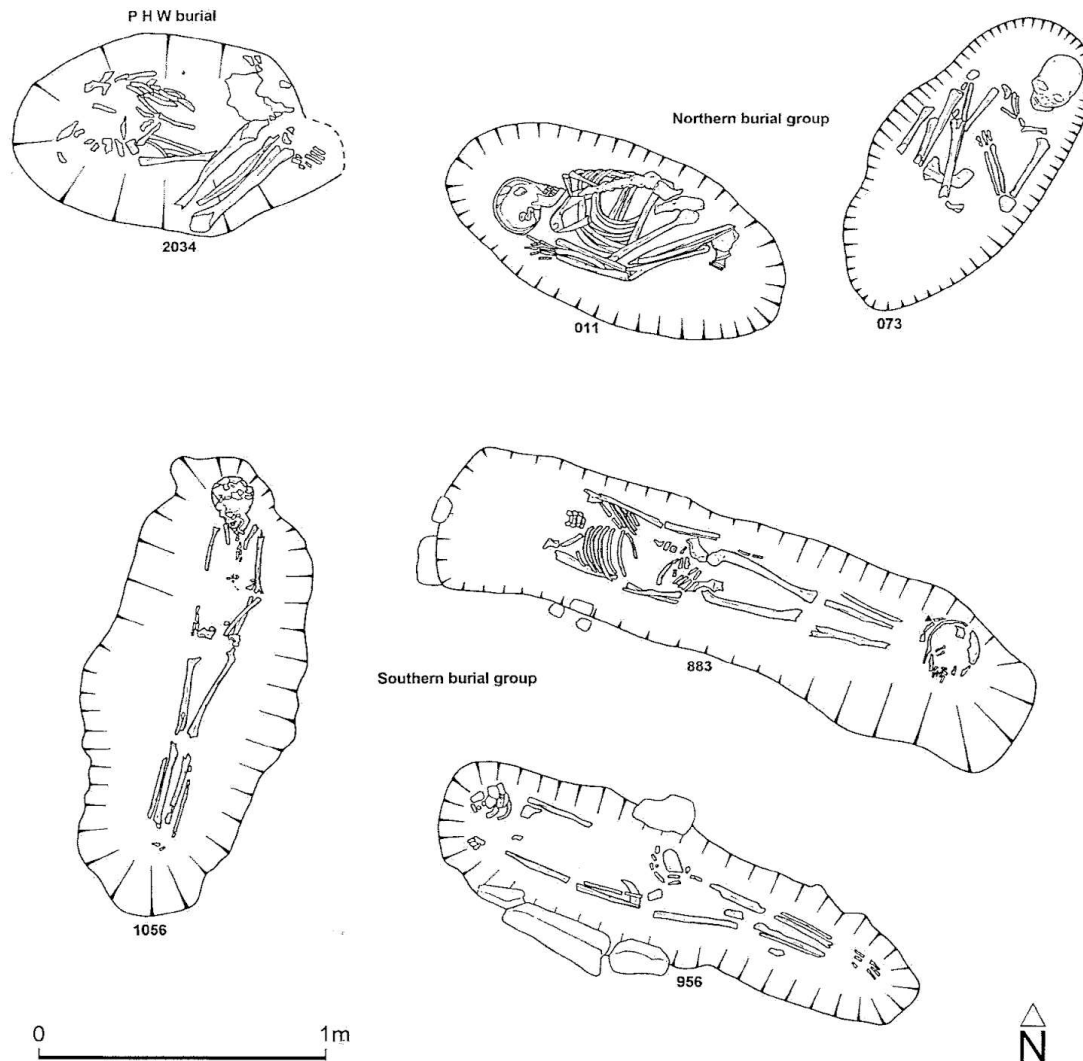 P H W burial
Northern burial group
2034
011
073
Southern burial group
883
1056
956
0 1m
N